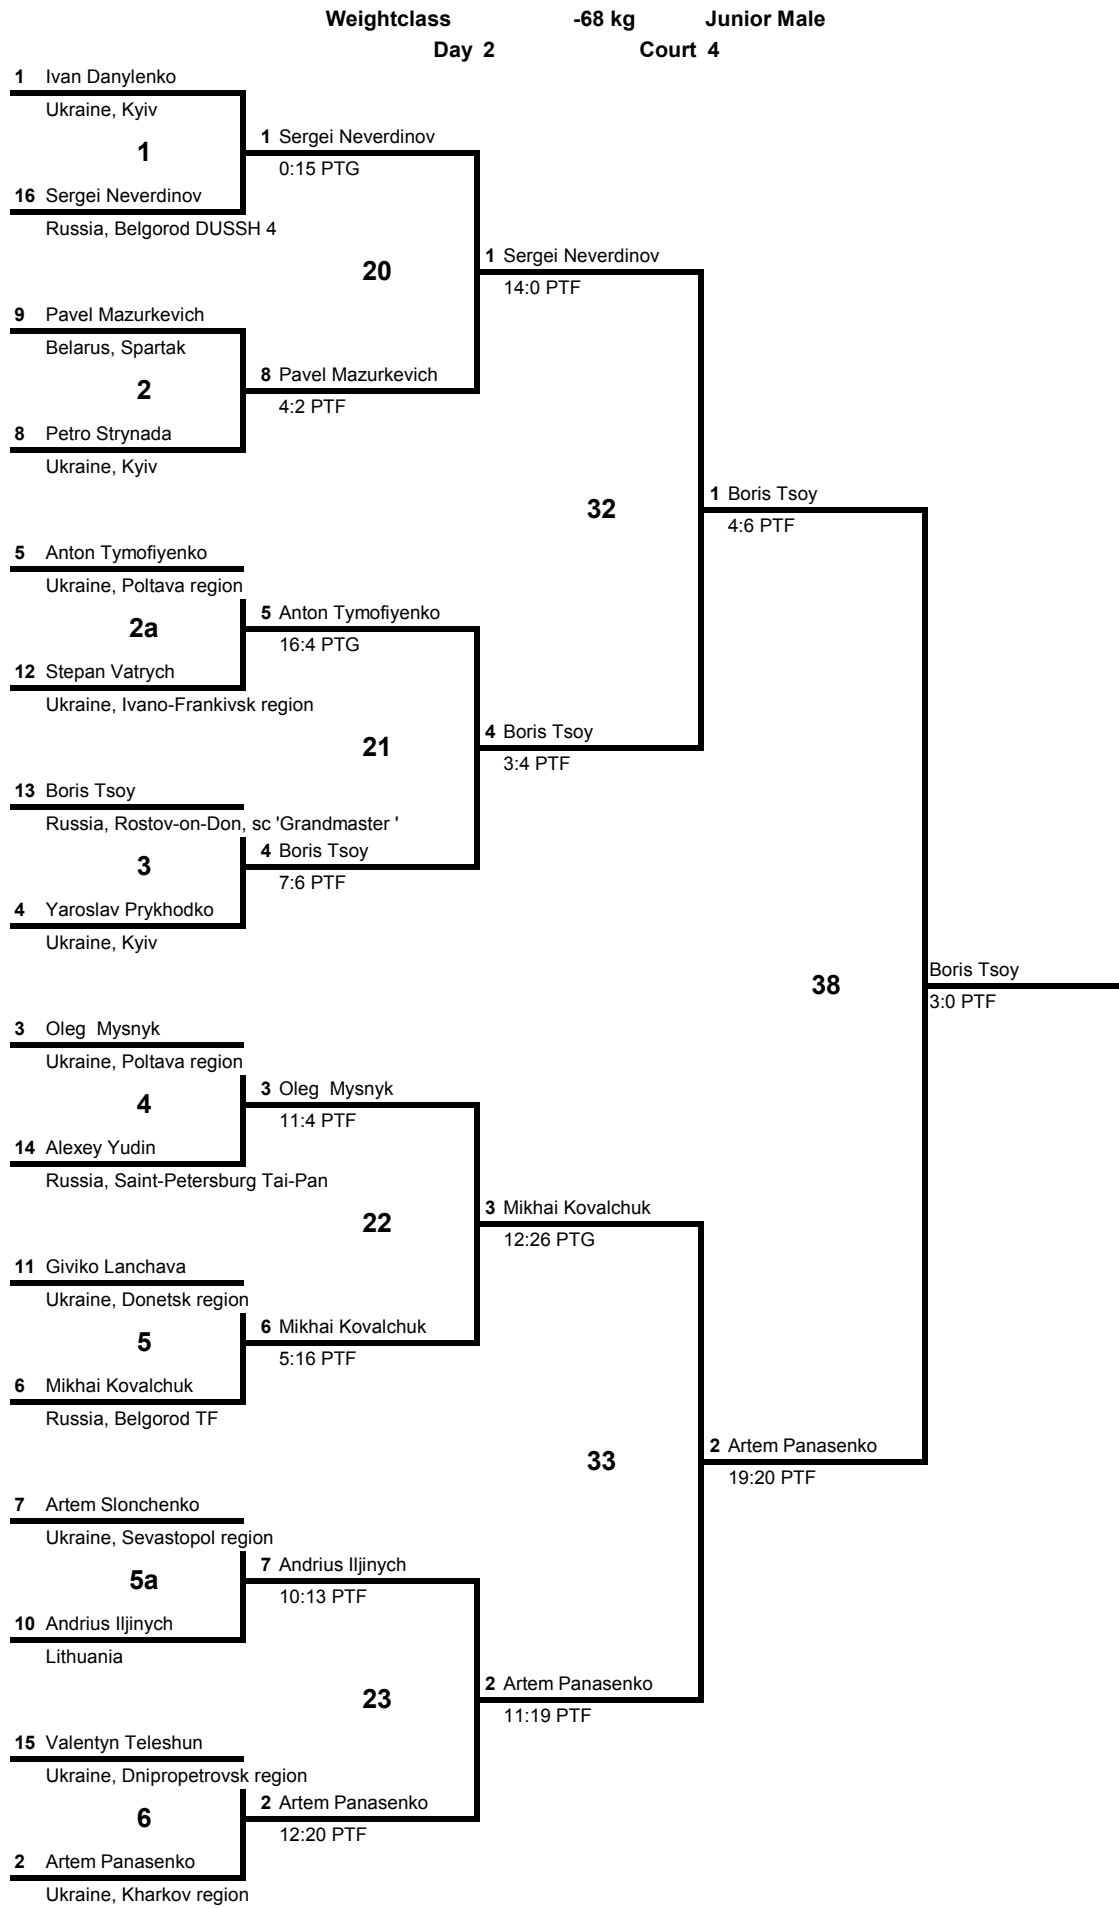 Weightclass -68 kg Junior Male
Day 2 Court 4
1 Ivan Danylenko
Ukraine, Kyiv
1 Sergei Neverdinov
1
0:15 PTG
16 Sergei Neverdinov
Russia, Belgorod DUSSH 4
1 Sergei Neverdinov
20
14:0 PTF
9 Pavel Mazurkevich
Belarus, Spartak
8 Pavel Mazurkevich
2
4:2 PTF
8 Petro Strynada
Ukraine, Kyiv
1 Boris Tsoy
32
4:6 PTF
5 Anton Tymofiyenko
Ukraine, Poltava region
5 Anton Tymofiyenko
2a
16:4 PTG
12 Stepan Vatrych
Ukraine, Ivano-Frankivsk region
4 Boris Tsoy
21
3:4 PTF
13 Boris Tsoy
Russia, Rostov-on-Don, sc 'Grandmaster '
4 Boris Tsoy
3
7:6 PTF
4 Yaroslav Prykhodko
Ukraine, Kyiv
Boris Tsoy
38
3:0 PTF
3 Oleg Mysnyk
Ukraine, Poltava region
3 Oleg Mysnyk
4
11:4 PTF
14 Alexey Yudin
Russia, Saint-Petersburg Tai-Pan
3 Mikhai Kovalchuk
22
12:26 PTG
11 Giviko Lanchava
Ukraine, Donetsk region
6 Mikhai Kovalchuk
5
5:16 PTF
6 Mikhai Kovalchuk
Russia, Belgorod TF
2 Artem Panasenko
33
19:20 PTF
7 Artem Slonchenko
Ukraine, Sevastopol region
7 Andrius Iljinych
5a
10:13 PTF
10 Andrius Iljinych
Lithuania
2 Artem Panasenko
23
11:19 PTF
15 Valentyn Teleshun
Ukraine, Dnipropetrovsk region
2 Artem Panasenko
6
12:20 PTF
2 Artem Panasenko
Ukraine, Kharkov region